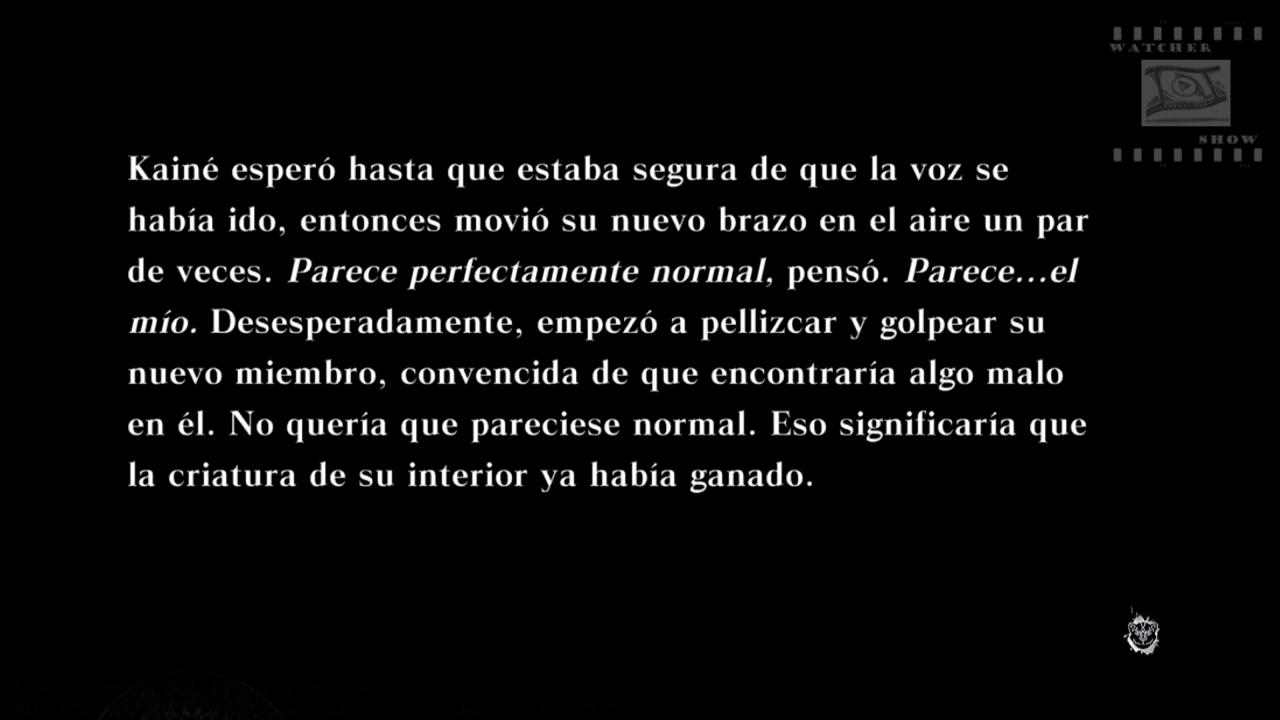 WATCHER
SHOW
Kainé esperó hasta que estaba segura de que la voz se
había ido, entonces movió su nuevo brazo en el aire un par
de veces. Parece perfectamente normal, pensó. Parece...el
mío. Desesperadamente, empezó a pellizcar y golpear su
nuevo miembro, convencida de que encontraría algo malo
en él. No quería que pareciese normal. Eso significaría que
la criatura de su interior ya había ganado.